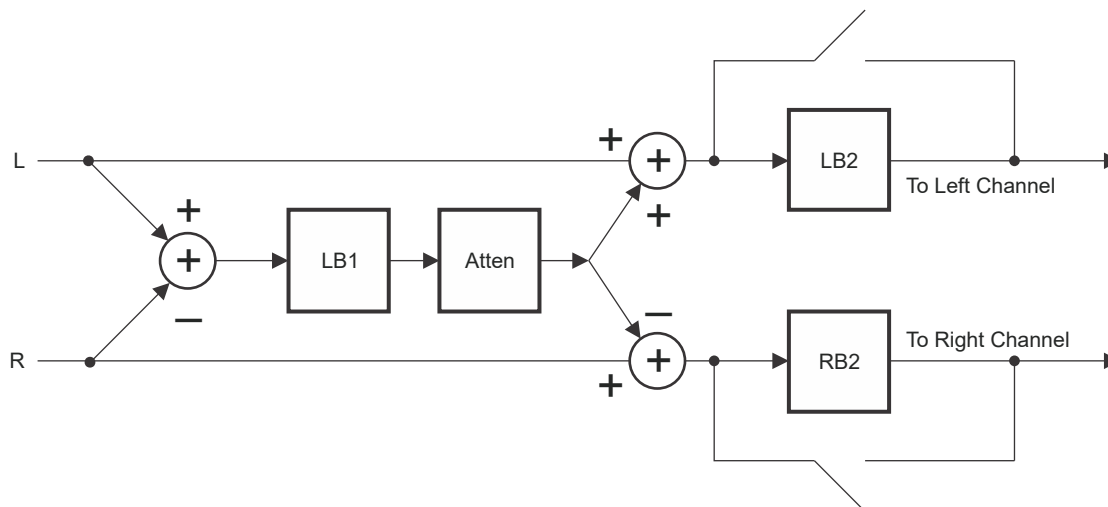 +
L
+
LB2
To Left Channel
+
+
+
LB1
Atten
−
−
To Right Channel
R
+
RB2
+